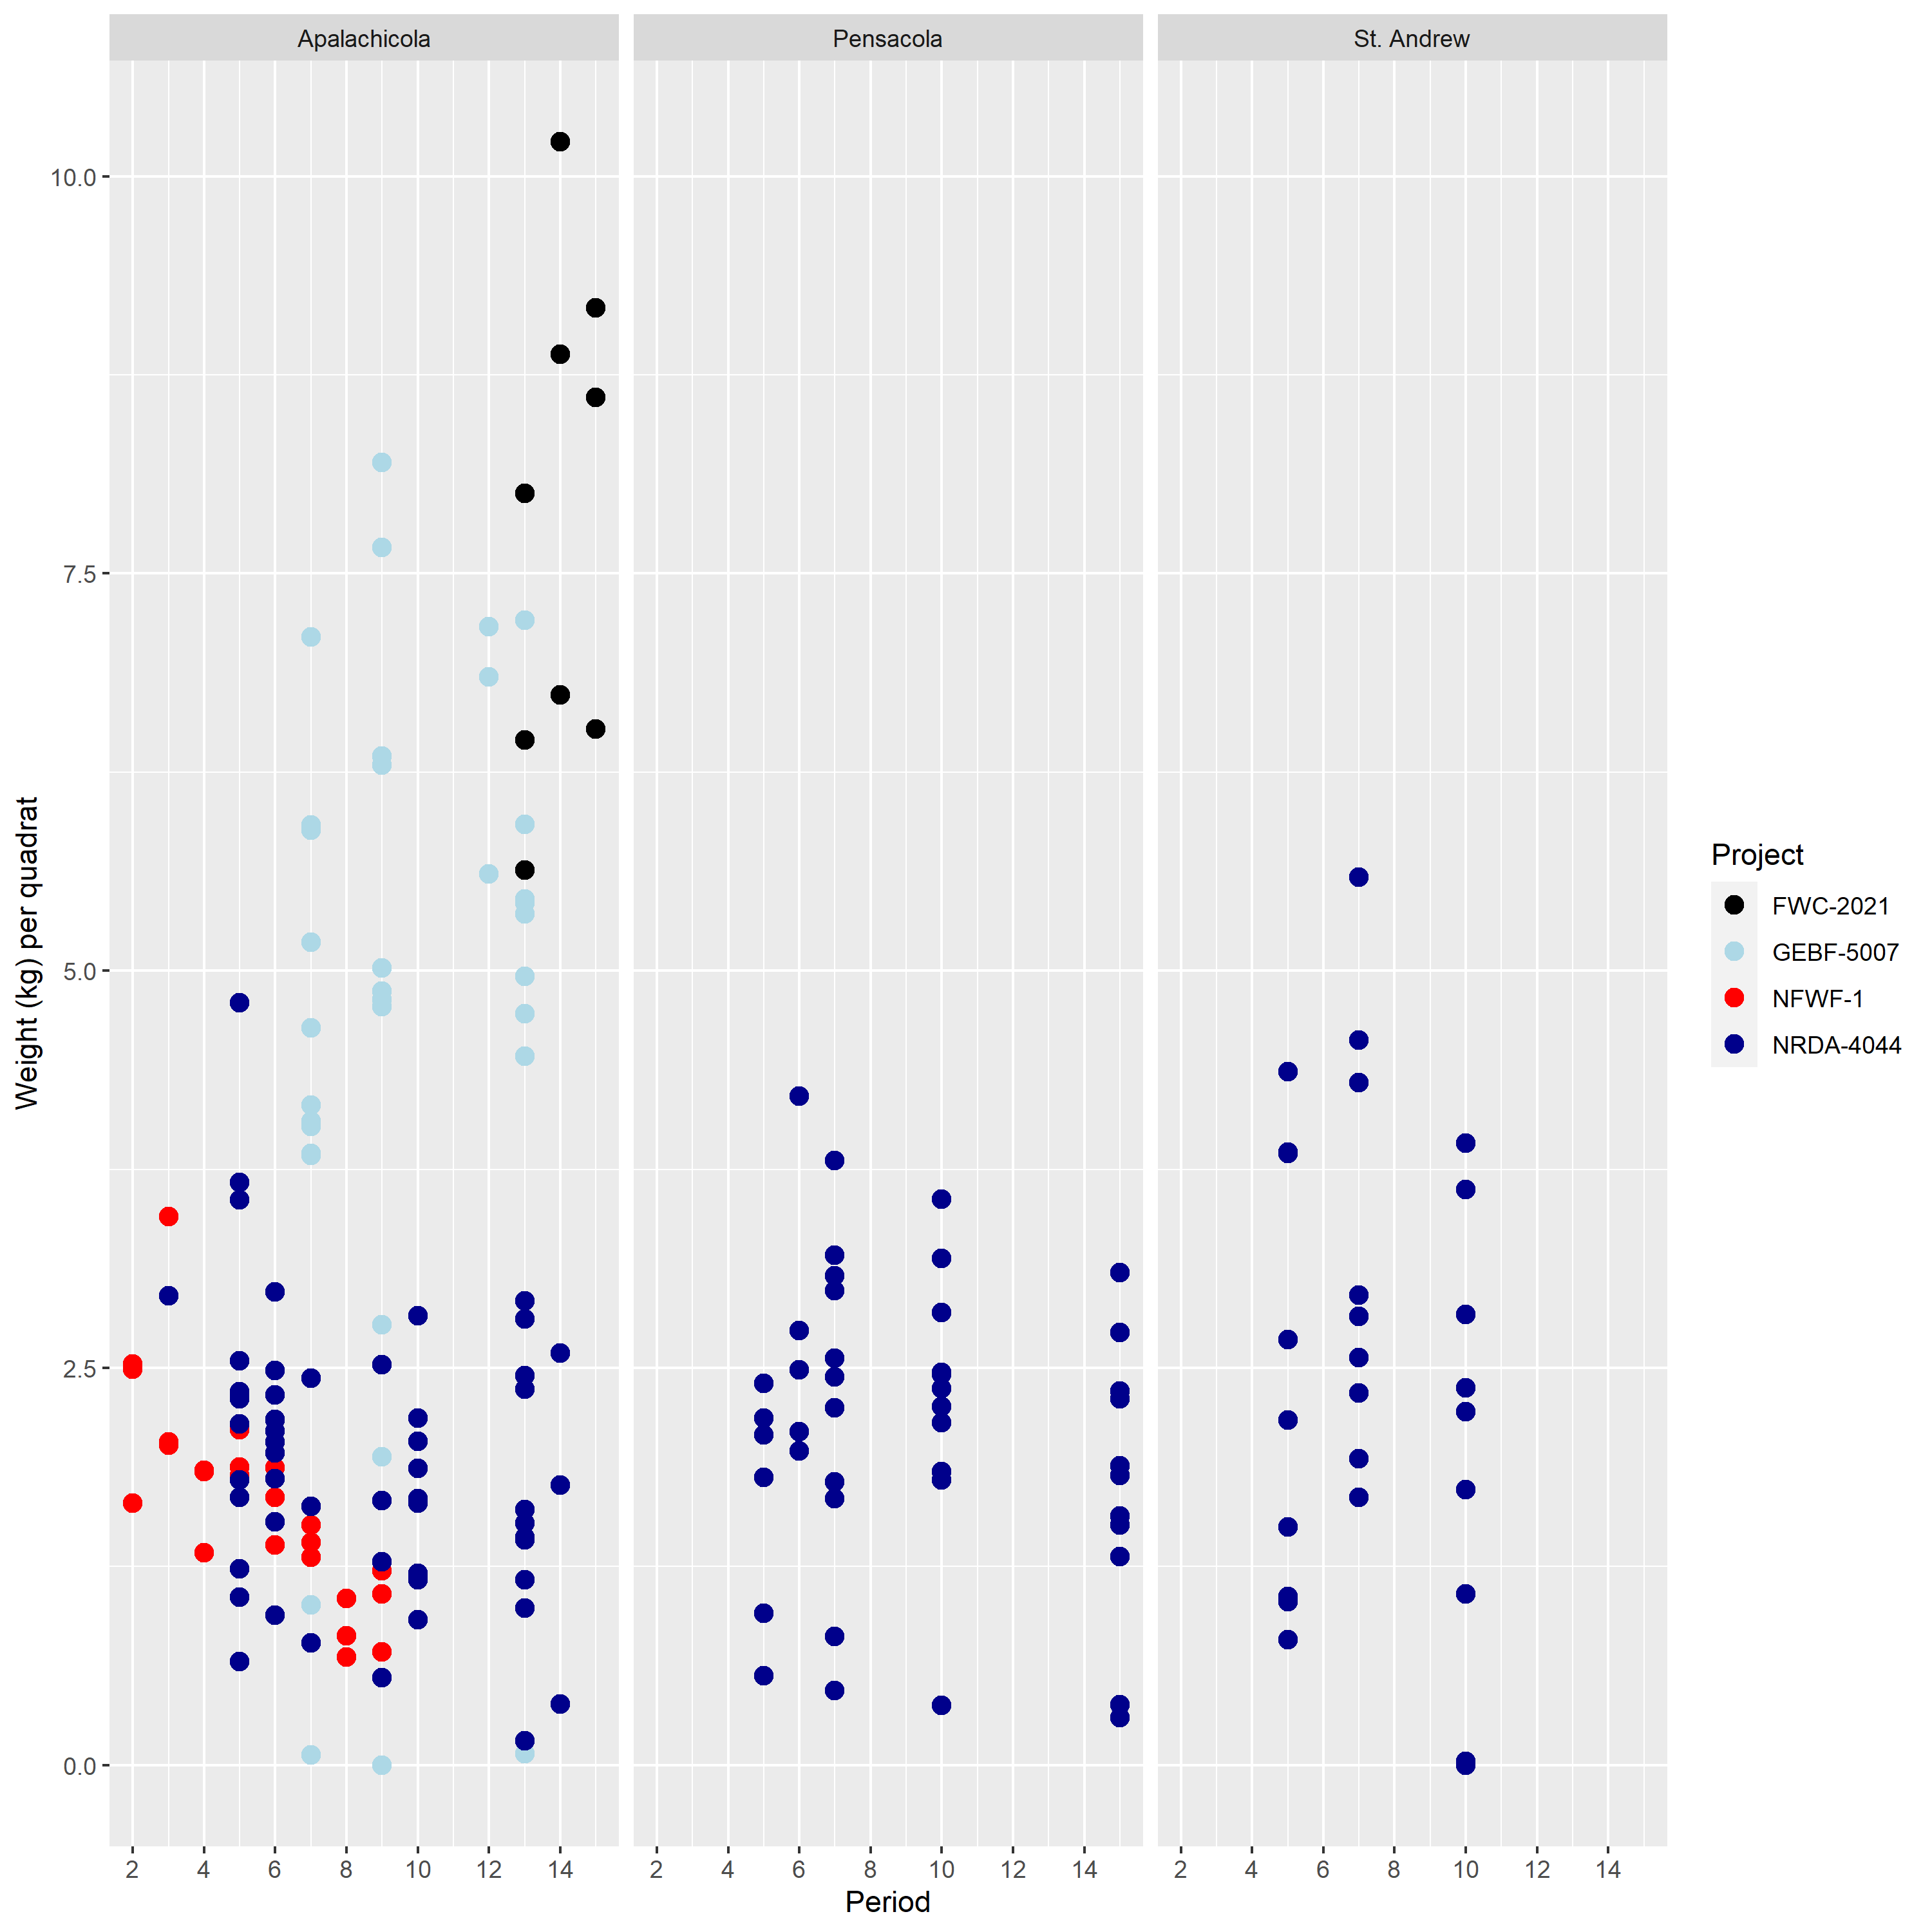 Apalachicola Pensacola St. Andrew
10.0
7.5
5.0
2.5
0.0
Weight (kg) per quadrat
2 4 6 8 10 12 14 2 4 6 8 10 12 14 2 4 6 8 10 12 14
Period
Project
FWC-2021
GEBF-5007
NFWF-1
NRDA-4044